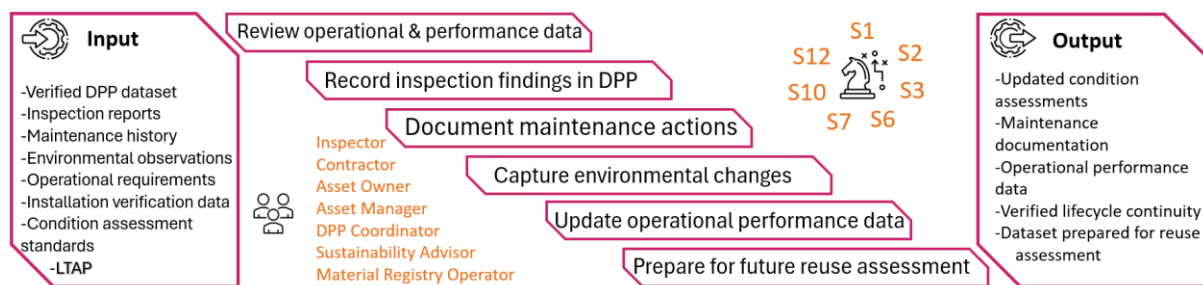 Input
-Verified DPP dataset
-Inspection reports
-Maintenance history
-Environmental observations
-Operational requirements
-Installation verification data
-Condition assessment
standards
-LTAP
Review operational & performance data
Record inspection findings in DPP
Document maintenance actions
Capture environmental changes
Update operational performance data
Prepare for future reuse assessment
Inspector
Contractor
Asset Owner
Asset Manager
DPP Coordinator
Sustainability Advisor
Material Registry Operator
S1
S12
S2
S10
S3
S7
S6
Output
-Updated condition
assessments
-Maintenance
documentation
-Operational performance
data
-Verified lifecycle continuity
-Dataset prepared for reuse
assessment